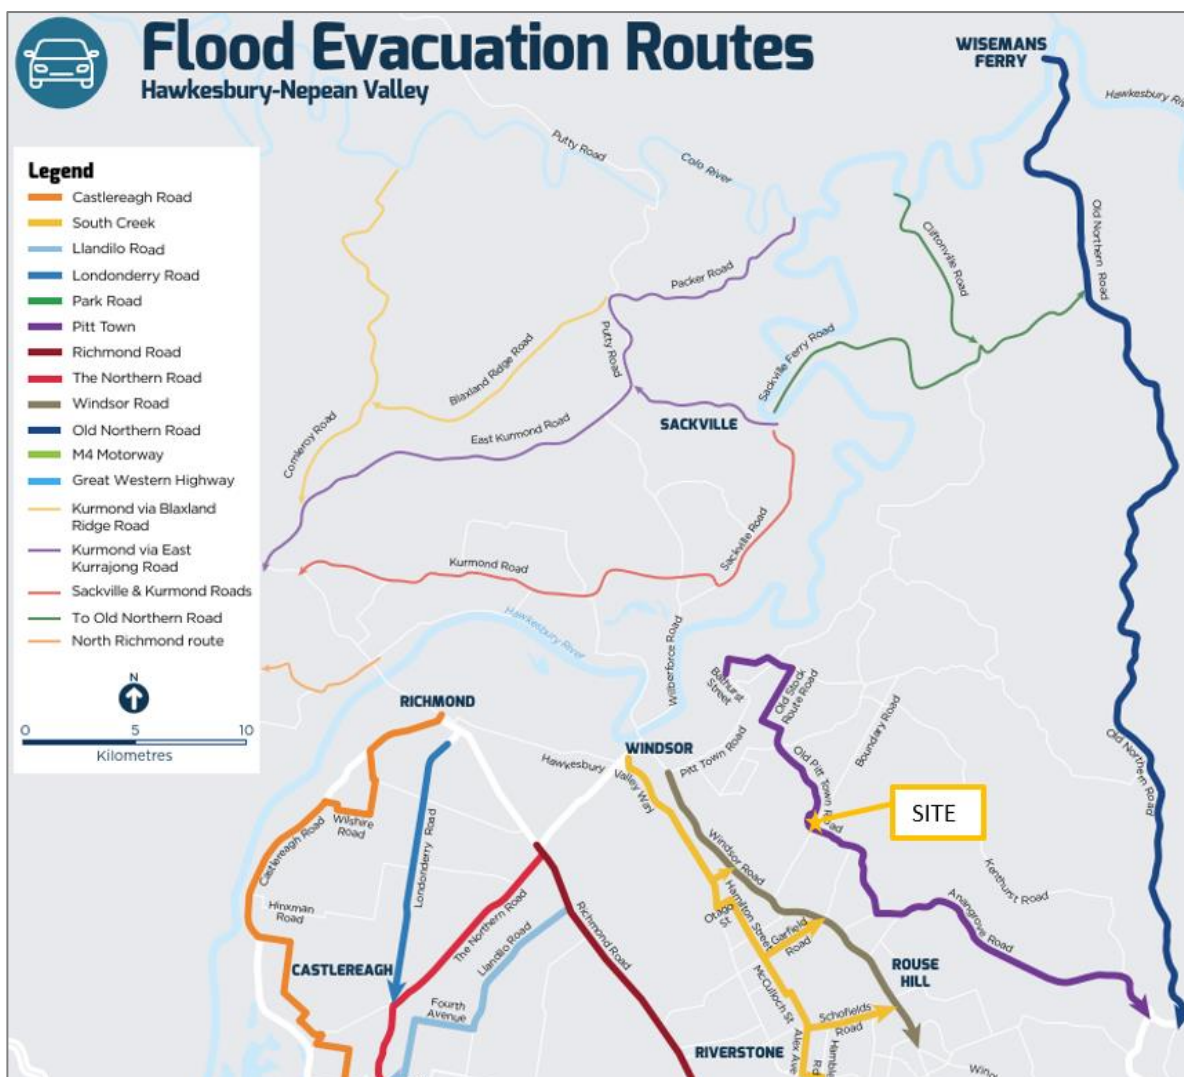 Flood Evacuation Routes
Hawkesbury-Nepean Valley
WISEMANS
FERRY
Hawkesbury Riv
Putty Road
Colo River
Legend
Castlereagh Road
South Creek
Llandilo Road
Londonderry Road
Park Road
Pitt Town
Richmond Road
The Northern Road
Windsor Road
Old Northern Road
M4 Motorway
Great Western Highway
Kurmond via Blaxland
Ridge Road
Kurmond via East
Kurrajong Road
Sackville & Kurmond Roads
To Old Northern Road
North Richmond route
N
0 5 10
Kilometres
Packer Road
Cliftonville Road
Old Northern Road
Putty Road
Blaxland Ridge Road
Sackville Ferry Road
Comleroy Road
East Kurmond Road
SACKVILLE
Kurmond Road
Sackville Road
Hawkesbury River
Wilberforce Road
Bathurst
Street
Old Stock
Route Road
RICHMOND
WINDSOR
Pitt Town Road
Boundary Road
Old Northern Road
Hawkesbury Valley Way
Old Pitt Town Road
SITE
Castlereagh Road
Wilshire
Road
Londonderry Road
Windsor Road
Kenthurst Road
Hinxman
Road
The Northern Road
Llandilo Road
Richmond Road
Otago
St
Hamilton Street
Garfield
Road
Anangrove Road
CASTLEREAGH
Fourth
Avenue
McCulloch St
ROUSE
HILL
Schofields
Road
RIVERSTONE
Alex Ave
Rd